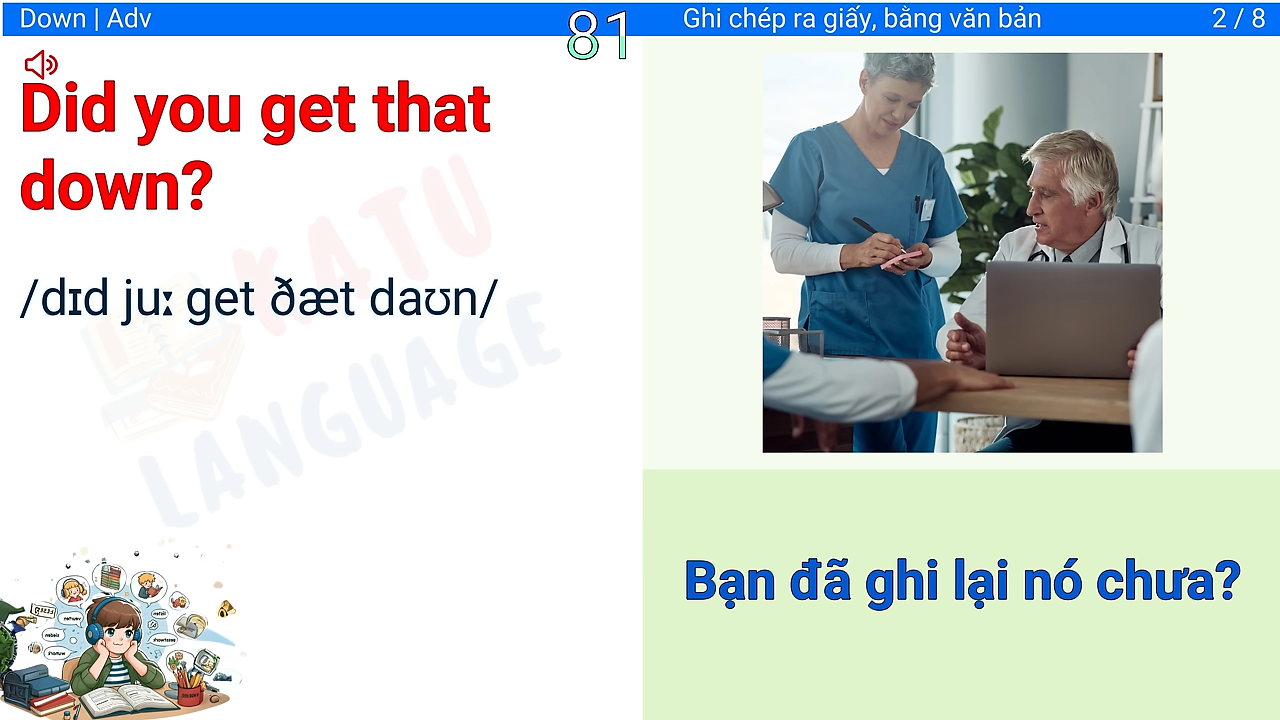 Down | Adv
81
Ghi chép ra giấy, bằng văn bản
2 / 8
Did you get that
down?
/dɪd juː get ðæt daʊn/
KATU
LANGUAGE
Bạn đã ghi lại nó chưa?